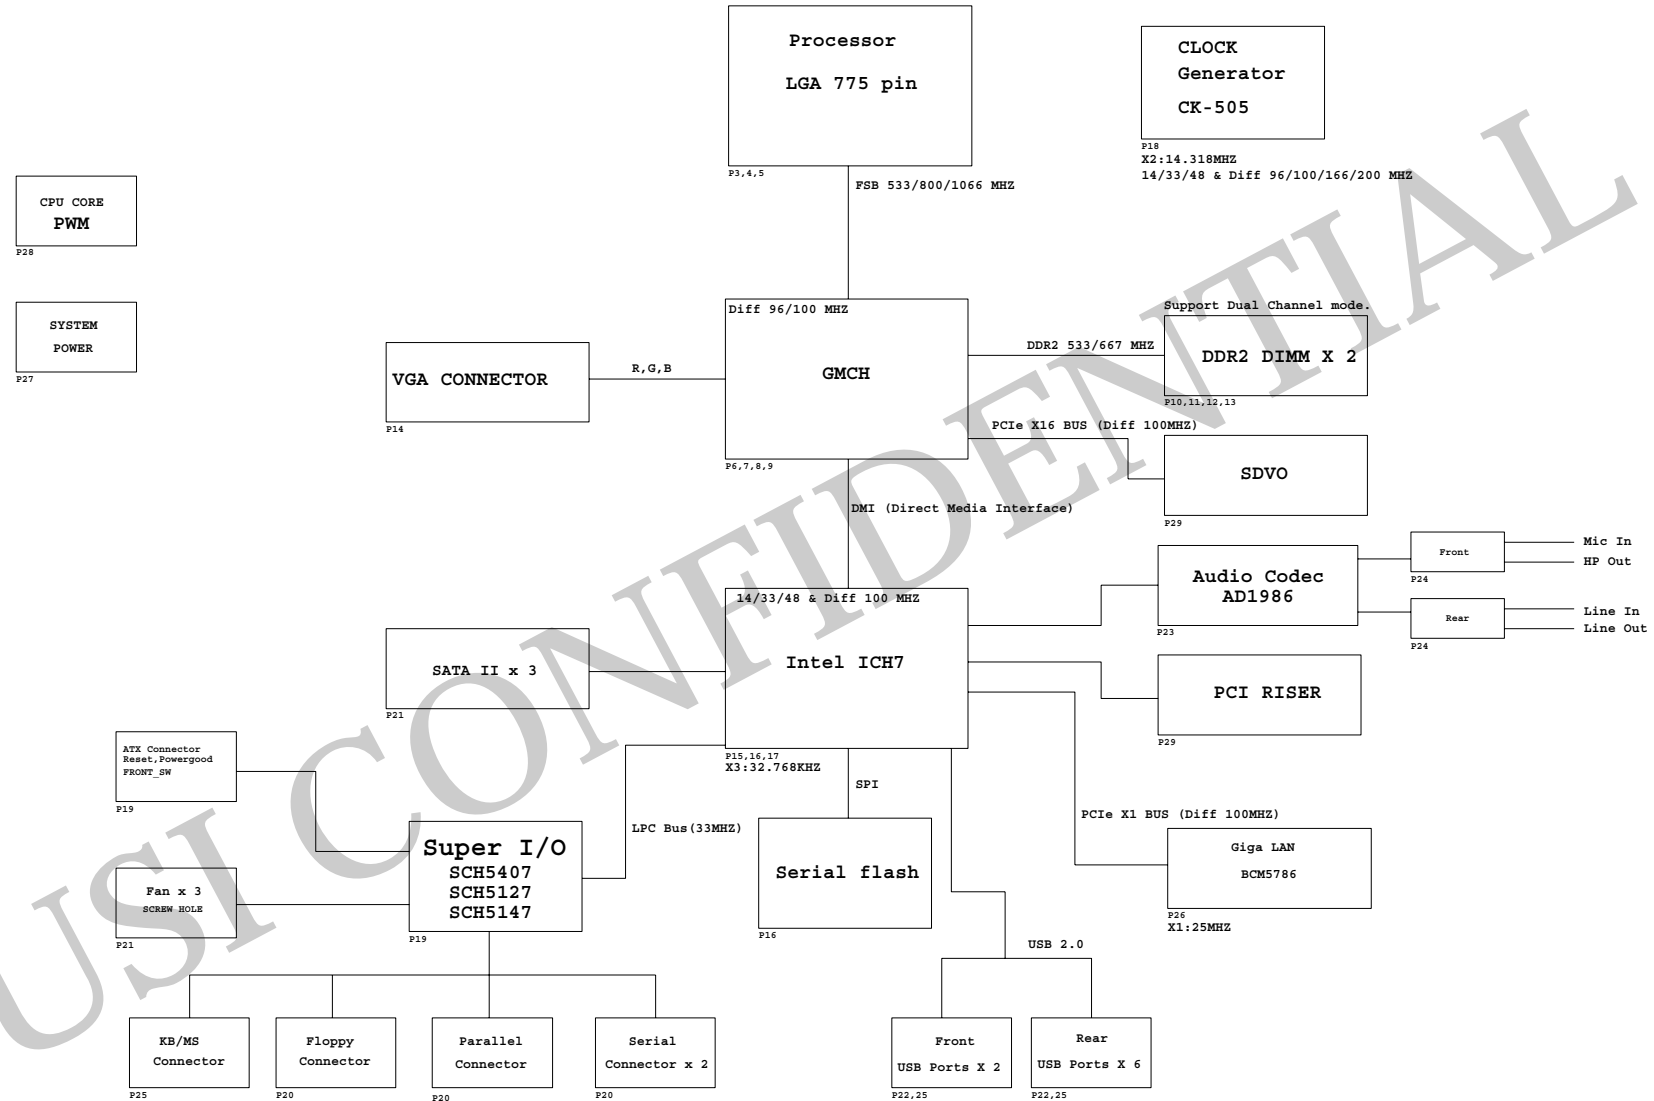 Processor
LGA 775 pin
P3,4,5
FSB 533/800/1066 MHZ
CLOCK
Generator
CK-505
P18
X2:14.318MHZ
14/33/48 & Diff 96/100/166/200 MHZ
CPU CORE
PWM
P28
SYSTEM
POWER
P27
Diff 96/100 MHZ
GMCH
P6,7,8,9
VGA CONNECTOR
P14
R,G,B
Support Dual Channel mode.
DDR2 533/667 MHZ
DDR2 DIMM X 2
P10,11,12,13
PCIe X16 BUS (Diff 100MHZ)
SDVO
P29
DMI (Direct Media Interface)
14/33/48 & Diff 100 MHZ
Intel ICH7
P15,16,17
X3:32.768KHZ
Audio Codec
AD1986
P23
Front
P24
Mic In
HP Out
Rear
P24
Line In
Line Out
SATA II x 3
P21
PCI RISER
P29
ATX Connector
Reset,Powergood
FRONT_SW
P19
LPC Bus(33MHZ)
SPI
PCIe X1 BUS (Diff 100MHZ)
Super I/O
SCH5407
SCH5127
SCH5147
P19
Fan x 3
SCREW HOLE
P21
Serial flash
P16
Giga LAN
BCM5786
P26
X1:25MHZ
USB 2.0
KB/MS
Connector
P25
Floppy
Connector
P20
Parallel
Connector
P20
Serial
Connector x 2
P20
Front
USB Ports X 2
P22,25
Rear
USB Ports X 6
P22,25
USI CONFIDENTIAL